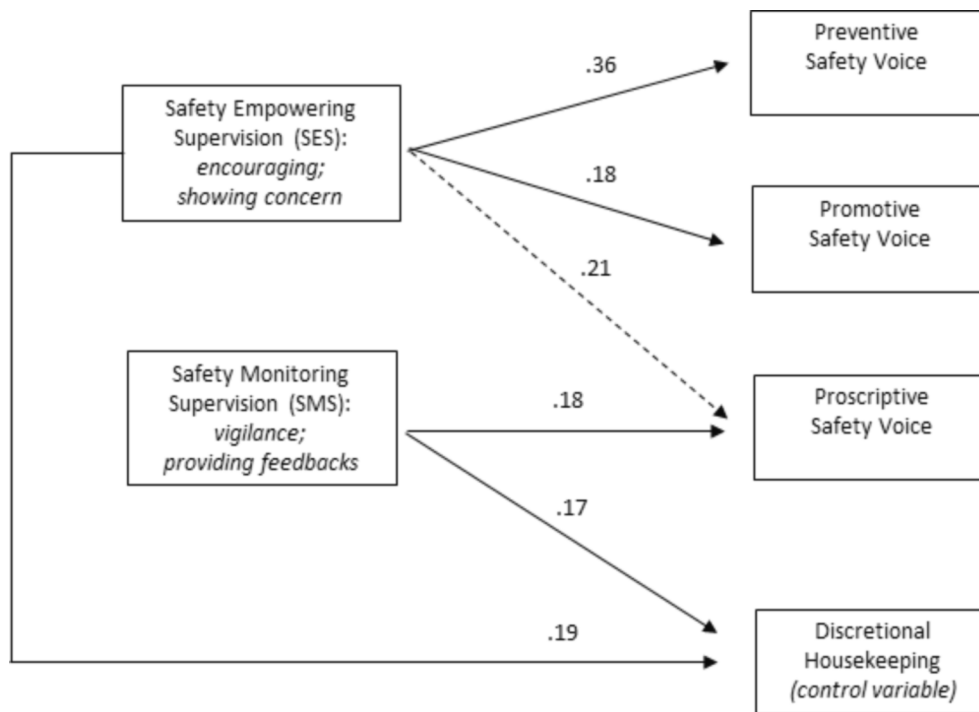 Preventive
Safety Voice
.36
Safety Empowering
Supervision (SES):
encouraging;
showing concern
.18
Promotive
Safety Voice
.21
Safety Monitoring
Supervision (SMS):
vigilance;
providing feedbacks
.18
Proscriptive
Safety Voice
.17
.19
Discretional
Housekeeping
(control variable)